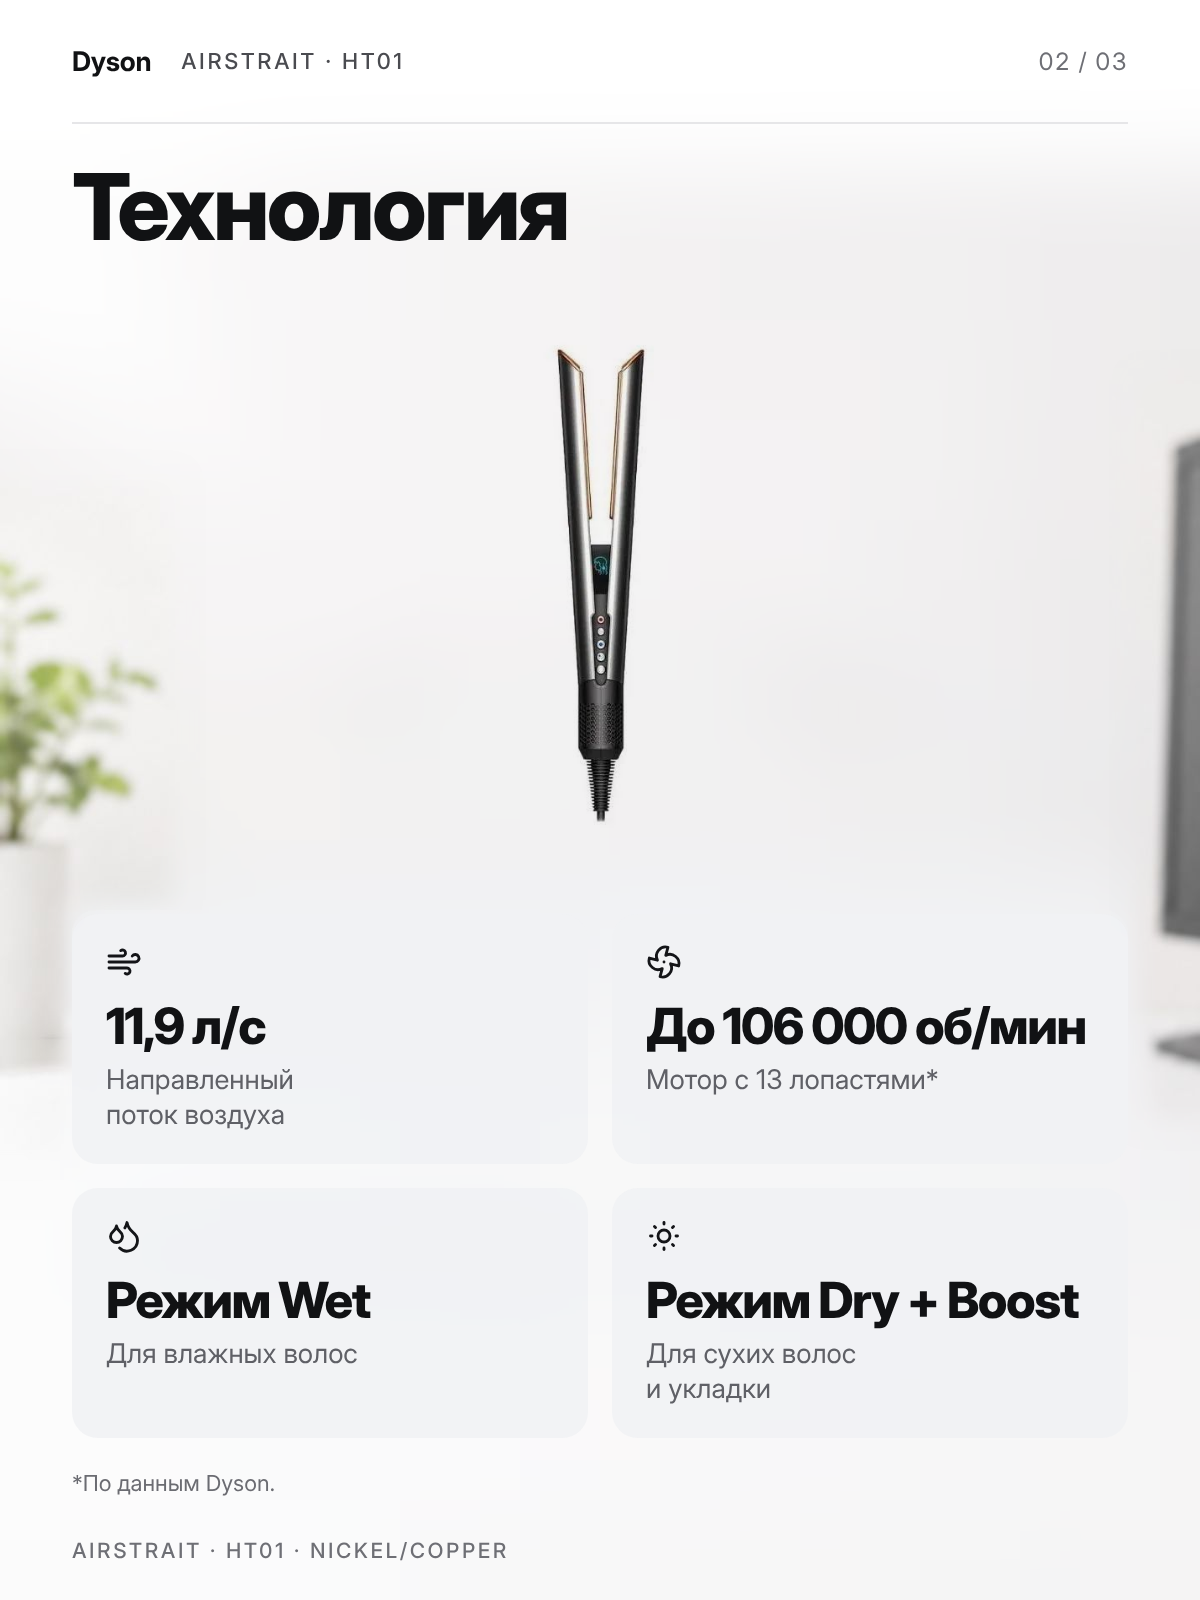 Dyson AIRSTRAIT · HT01 02 / 03
Технология
11,9 л/с
Направленный
поток воздуха
До 106 000 об/мин
Мотор с 13 лопастями*
Режим Wet
Для влажных волос
Режим Dry + Boost
Для сухих волос
и укладки
*По данным Dyson.
AIRSTRAIT · HT01 · NICKEL/COPPER